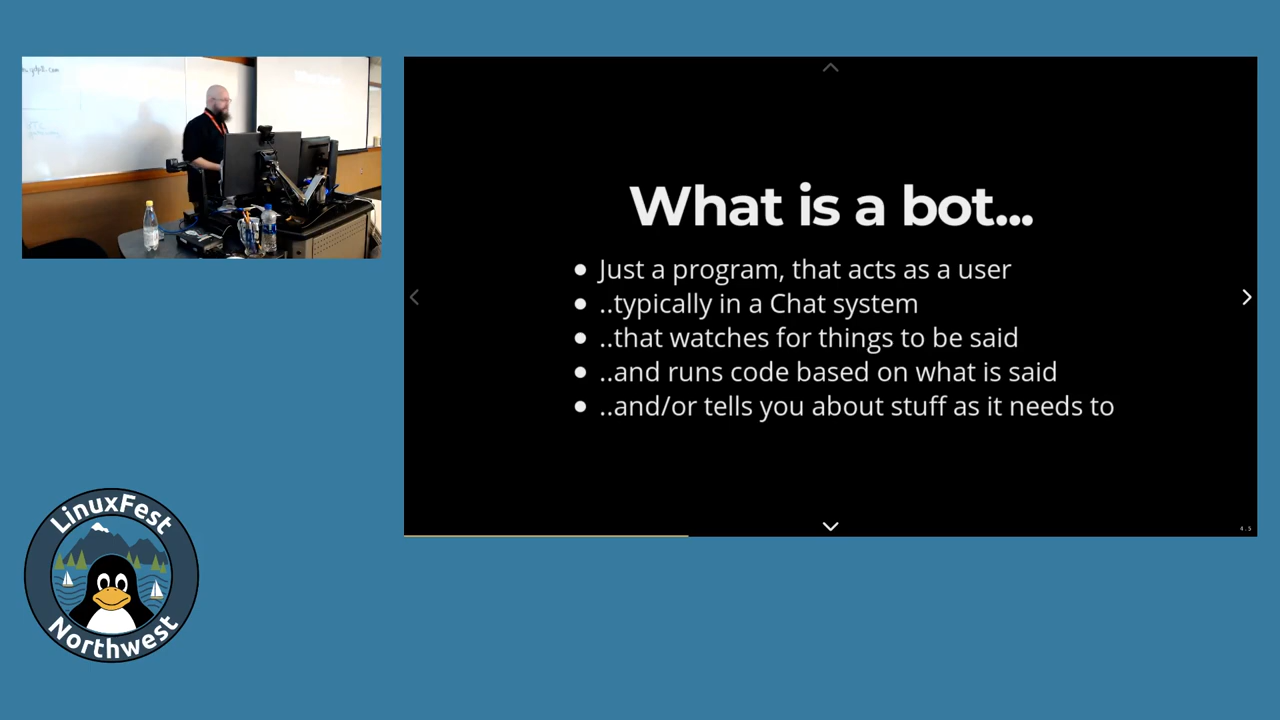 What is a bot...
Just a program, that acts as a user
..typically in a Chat system
..that watches for things to be said
..and runs code based on what is said
..and/or tells you about stuff as it needs to
4.5
LinuxFest
Northwest